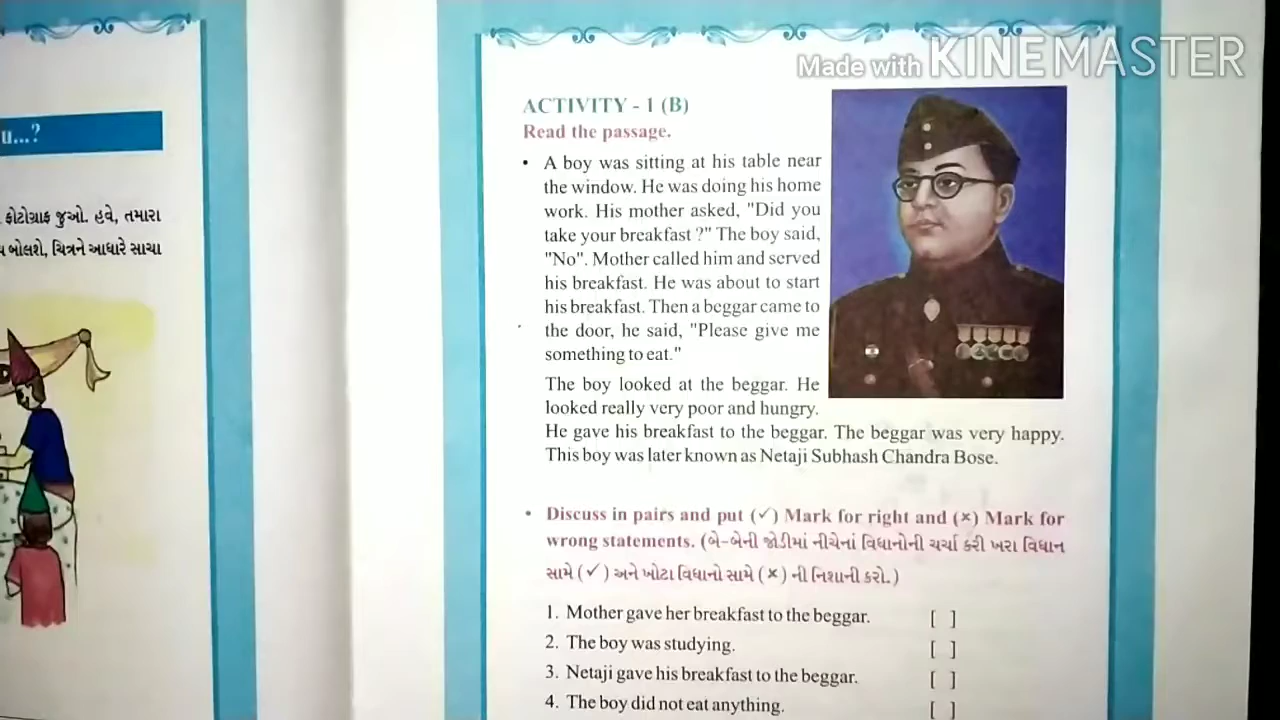 Made with KINEMASTER
u...?
ફોટોગ્રાફ જુઓ. હવે, તમારા
બોલશે, ચિત્રને આધારે સાચા
ACTIVITY - 1 (B)
Read the passage.
• A boy was sitting at his table near
the window. He was doing his home
work. His mother asked, "Did you
take your breakfast ?" The boy said,
"No". Mother called him and served
his breakfast. He was about to start
his breakfast. Then a beggar came to
the door, he said, "Please give me
something to eat."
The boy looked at the beggar. He
looked really very poor and hungry.
He gave his breakfast to the beggar. The beggar was very happy.
This boy was later known as Netaji Subhash Chandra Bose.
• Discuss in pairs and put (✓) Mark for right and (×) Mark for
wrong statements. (બે-બેની જોડીમાં નીચેનાં વિધાનોની ચર્ચા કરી ખરા વિધાન
સામે (✓) અને ખોટા વિધાનો સામે (×) ની નિશાની કરો.)
1. Mother gave her breakfast to the beggar. [ ]
2. The boy was studying. [ ]
3. Netaji gave his breakfast to the beggar. [ ]
4. The boy did not eat anything. [ ]